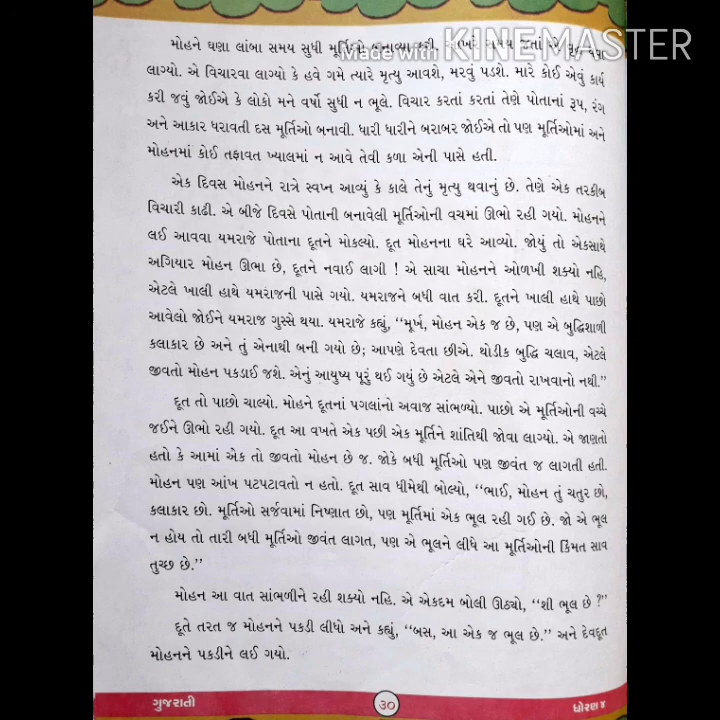 Made with KINEMASTER
મોહને ઘણા લાંબા સમય સુધી મૂર્તિઓ બનાવ્યા કરી. જતાં એ
લાગ્યો. એ વિચારવા લાગ્યો કે હવે ગમે ત્યારે મૃત્યુ આવશે, મરવું પડશે. મારે કોઈ એવું કાર્ય
કરી જવું જોઈએ કે લોકો મને વર્ષો સુધી ન ભૂલે. વિચાર કરતાં કરતાં તેણે પોતાનાં રૂપ, રંગ
અને આકાર ધરાવતી દસ મૂર્તિઓ બનાવી. ધારી ધારીને બરાબર જોઈએ તો પણ મૂર્તિઓમાં અને
મોહનમાં કોઈ તફાવત ખ્યાલમાં ન આવે તેવી કળા એની પાસે હતી.
એક દિવસ મોહનને રાત્રે સ્વપ્ન આવ્યું કે કાલે તેનું મૃત્યુ થવાનું છે. તેણે એક તરકીબ
વિચારી કાઢી. એ બીજે દિવસે પોતાની બનાવેલી મૂર્તિઓની વચમાં ઊભો રહી ગયો. મોહનને
લઈ આવવા યમરાજે પોતાના દૂતને મોકલ્યો. દૂત મોહનના ઘરે આવ્યો. જોયું તો એકસાથે
અગિયાર મોહન ઊભા છે, દૂતને નવાઈ લાગી ! એ સાચા મોહનને ઓળખી શક્યો નહિ,
એટલે ખાલી હાથે યમરાજની પાસે ગયો. યમરાજને બધી વાત કરી. દૂતને ખાલી હાથે પાછો
આવેલો જોઈને યમરાજ ગુસ્સે થયા. યમરાજે કહ્યું, ‘‘મૂર્ખ, મોહન એક જ છે, પણ એ બુદ્ધિશાળી
કલાકાર છે અને તું એનાથી બની ગયો છે; આપણે દેવતા છીએ. થોડીક બુદ્ધિ ચલાવ, એટલે
જીવતો મોહન પકડાઈ જશે. એનું આયુષ્ય પૂરું થઈ ગયું છે એટલે એને જીવતો રાખવાનો નથી.’’
દૂત તો પાછો ચાલ્યો. મોહને દૂતનાં પગલાંનો અવાજ સાંભળ્યો. પાછો એ મૂર્તિઓની વચ્ચે
જઈને ઊભો રહી ગયો. દૂત આ વખતે એક પછી એક મૂર્તિને શાંતિથી જોવા લાગ્યો. એ જાણતો
હતો કે આમાં એક તો જીવતો મોહન છે જ. જોકે બધી મૂર્તિઓ પણ જીવંત જ લાગતી હતી.
મોહન પણ આંખ પટપટાવતો ન હતો. દૂત સાવ ધીમેથી બોલ્યો, ‘‘ભાઈ, મોહન તું ચતુર છો,
કલાકાર છો. મૂર્તિઓ સર્જવામાં નિષ્ણાત છો, પણ મૂર્તિમાં એક ભૂલ રહી ગઈ છે. જો એ ભૂલ
ન હોય તો તારી બધી મૂર્તિઓ જીવંત લાગત, પણ એ ભૂલને લીધે આ મૂર્તિઓની કિંમત સાવ
તુચ્છ છે.’’
મોહન આ વાત સાંભળીને રહી શક્યો નહિ. એ એકદમ બોલી ઊઠ્યો, ‘‘શી ભૂલ છે ?’’
દૂતે તરત જ મોહનને પકડી લીધો અને કહ્યું, ‘‘બસ, આ એક જ ભૂલ છે.’’ અને દેવદૂત
મોહનને પકડીને લઈ ગયો.
ગુજરાતી
૩૦
ધોરણ ૪